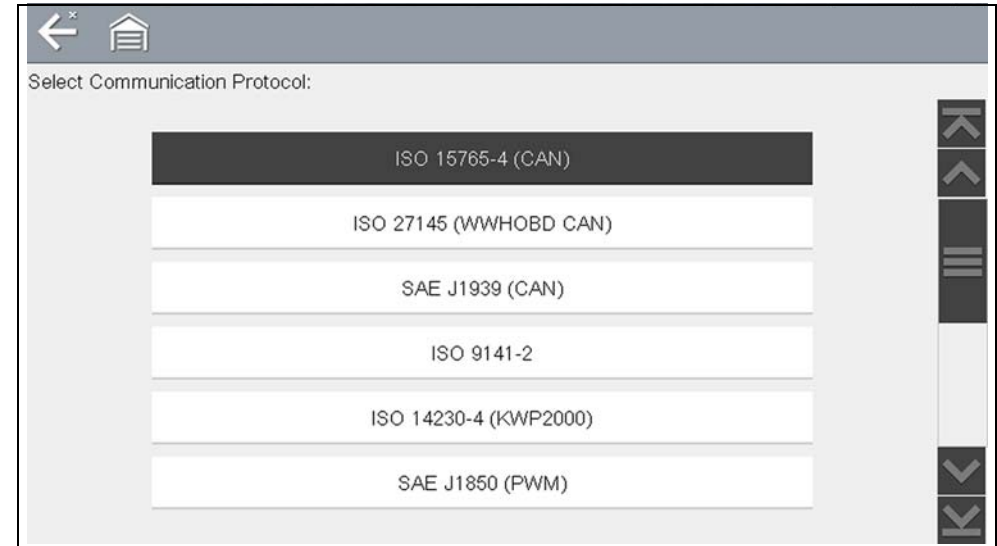 Select Communication Protocol:
ISO 15765-4 (CAN)
ISO 27145 (WWHOBD CAN)
SAE J1939 (CAN)
ISO 9141-2
ISO 14230-4 (KWP2000)
SAE J1850 (PWM)